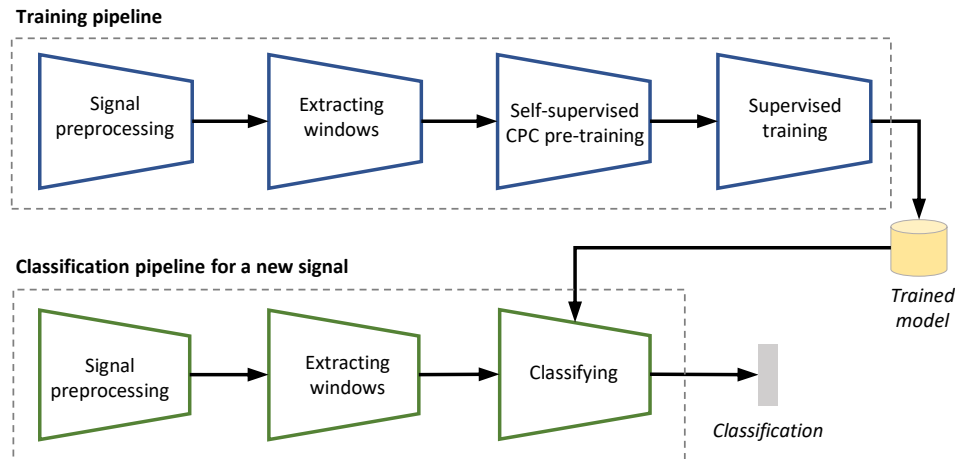 Training pipeline
Signal
preprocessing
Extracting
windows
Self-supervised
CPC pre-training
Supervised
training
Trained
model
Classification pipeline for a new signal
Signal
preprocessing
Extracting
windows
Classifying
Classification